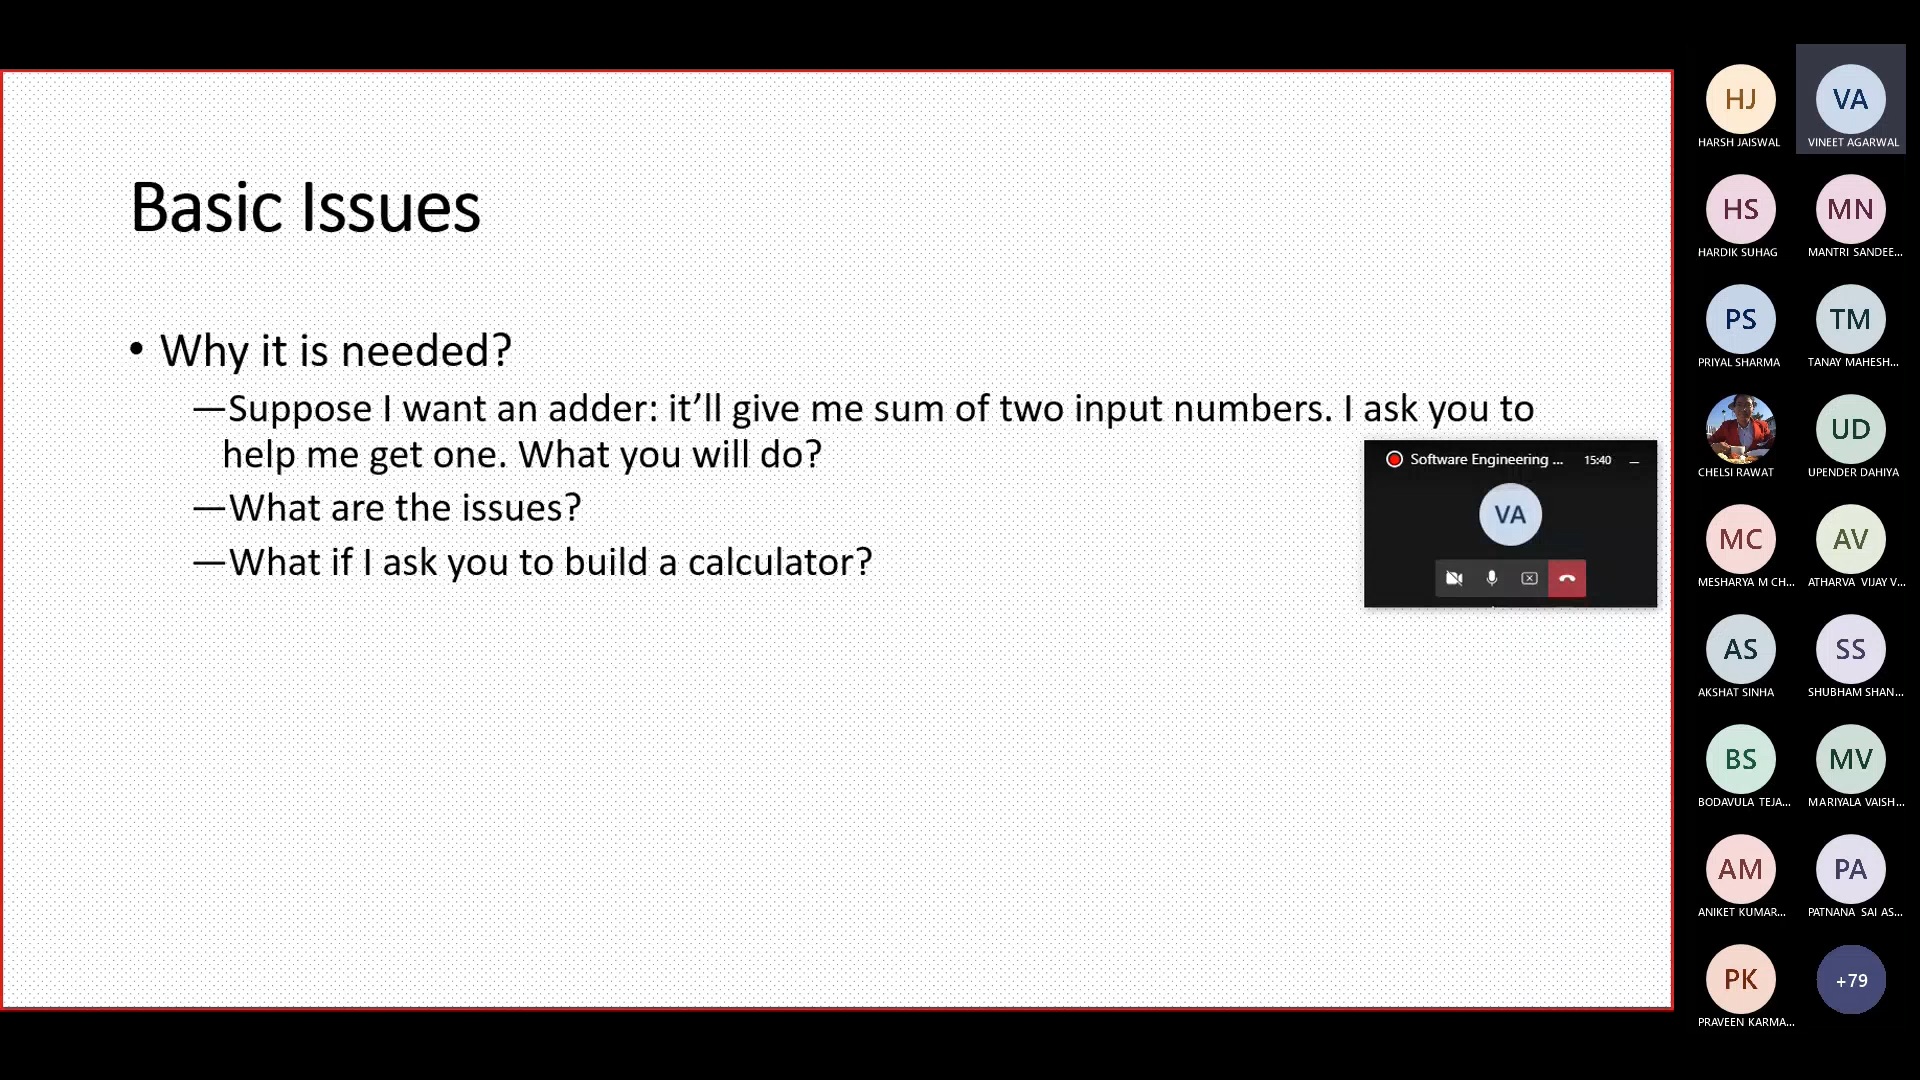 Basic Issues
• Why it is needed?
—Suppose I want an adder: it’ll give me sum of two input numbers. I ask you to
help me get one. What you will do?
—What are the issues?
—What if I ask you to build a calculator?
Software Engineering ... 15:40
VA
HJ VA
HARSH JAISWAL VINEET AGARWAL
HS MN
HARDIK SUHAG MANTRI SANDEE...
PS TM
PRIYAL SHARMA TANAY MAHESH...
UD
CHELSI RAWAT UPENDER DAHIYA
MC AV
MESHARYA M CH... ATHARVA VIJAY V...
AS SS
AKSHAT SINHA SHUBHAM SHAN...
BS MV
BODAVULA TEJA... MARIYALA VAISH...
AM PA
ANIKET KUMAR... PATNANA SAI AS...
PK +79
PRAVEEN KARMA...